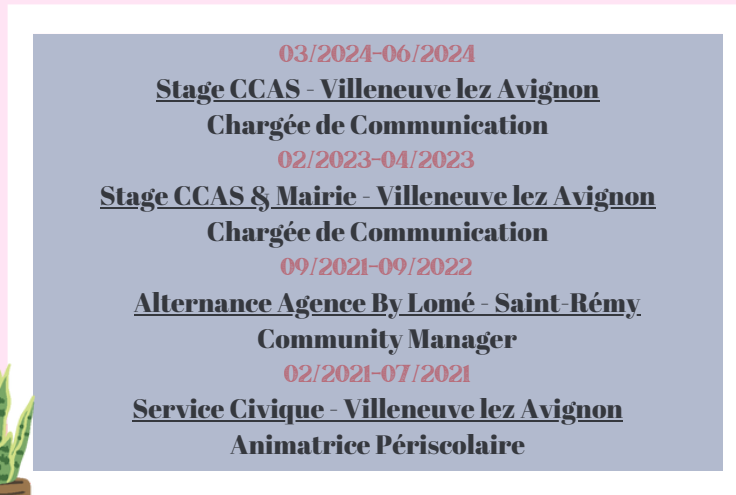 03/2024-06/2024
Stage CCAS - Villeneuve lez Avignon
Chargée de Communication
02/2023-04/2023
Stage CCAS & Mairie - Villeneuve lez Avignon
Chargée de Communication
09/2021-09/2022
Alternance Agence By Lomé - Saint-Rémy
Community Manager
02/2021-07/2021
Service Civique - Villeneuve lez Avignon
Animatrice Périscolaire